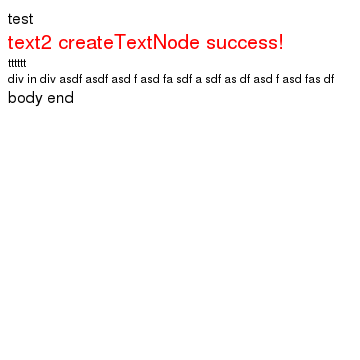 test
text2 createTextNode success!
tttttt
div in div asdf asdf asd f asd fa sdf a sdf as df asd f asd fas df
body end